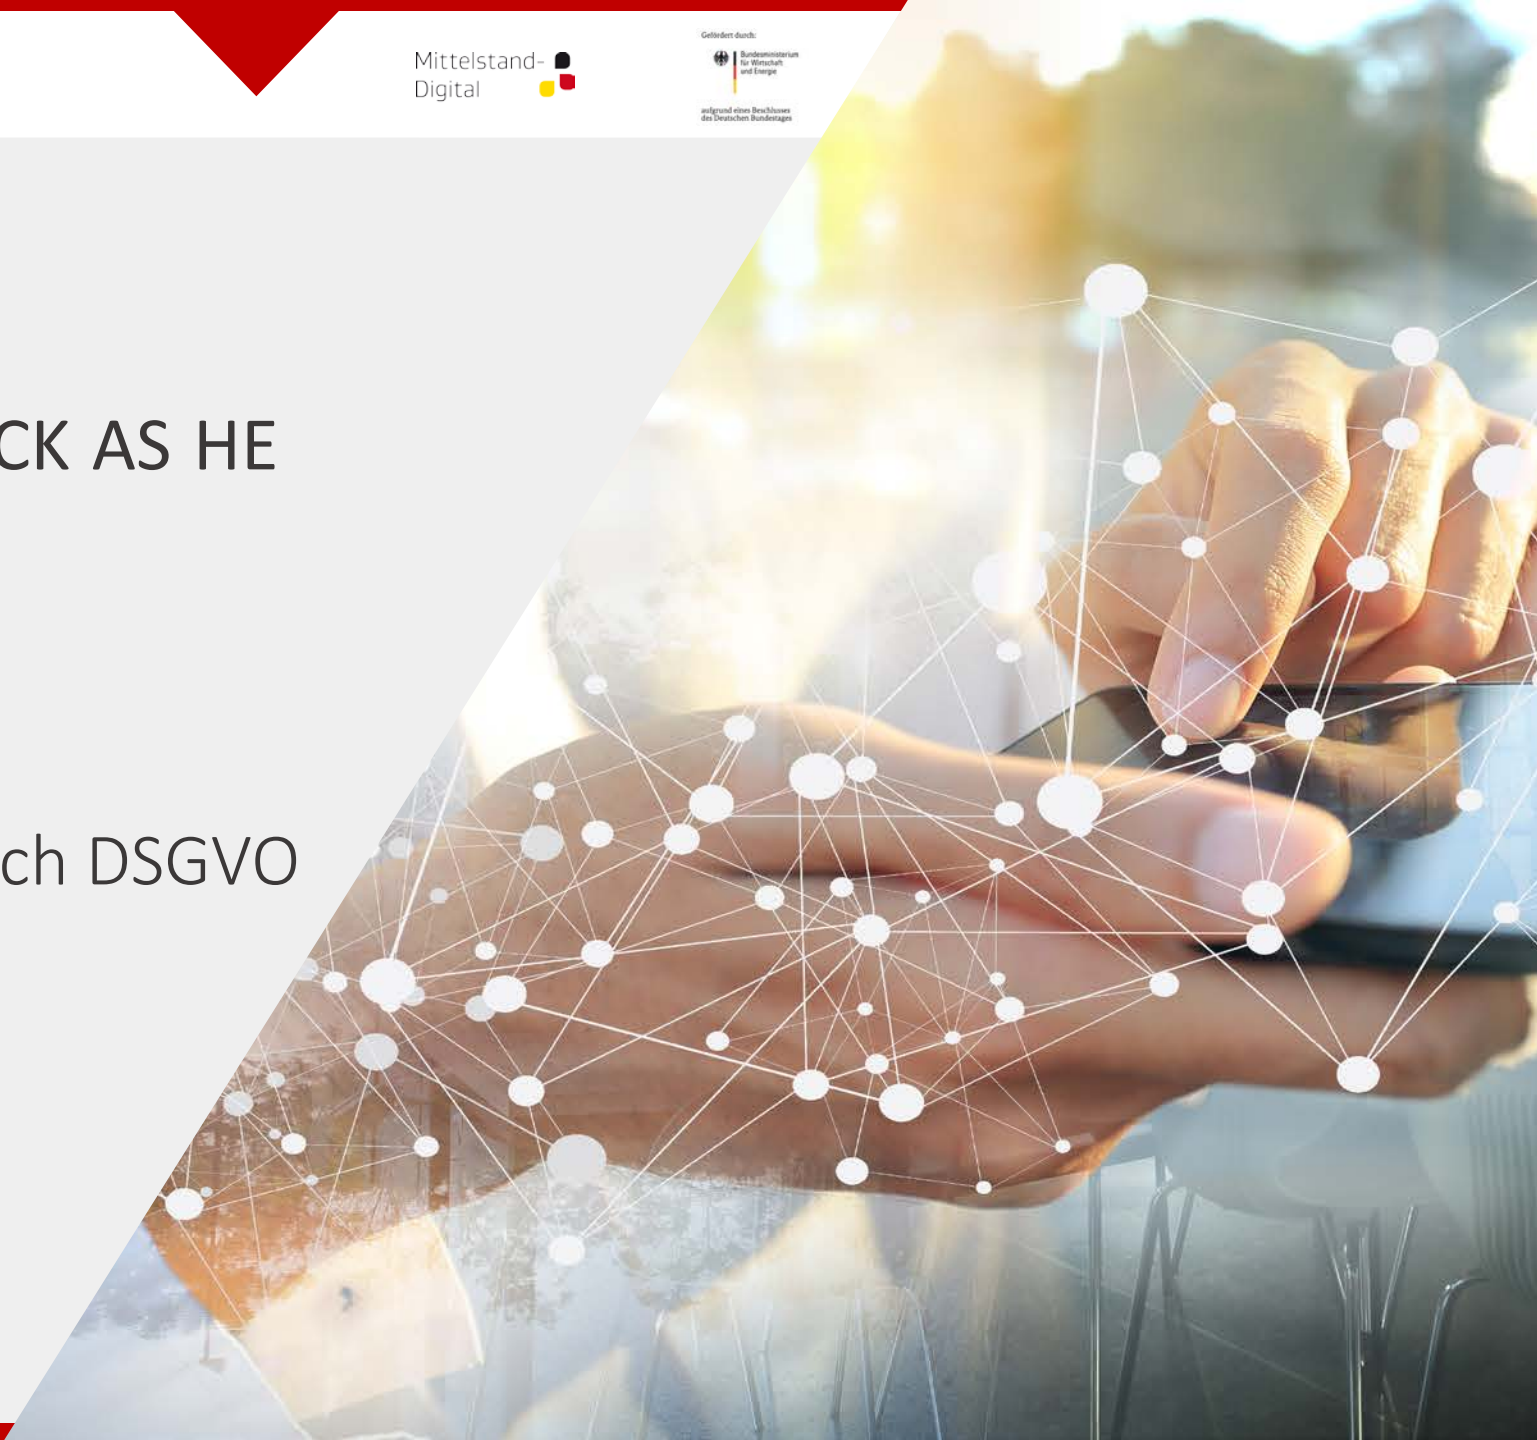 Gefördert durch:
Mittelstand-
Digital
Bundesministerium
für Wirtschaft
und Energie
aufgrund eines Beschlusses
des Deutschen Bundestages
CK AS HE
ch DSGVO